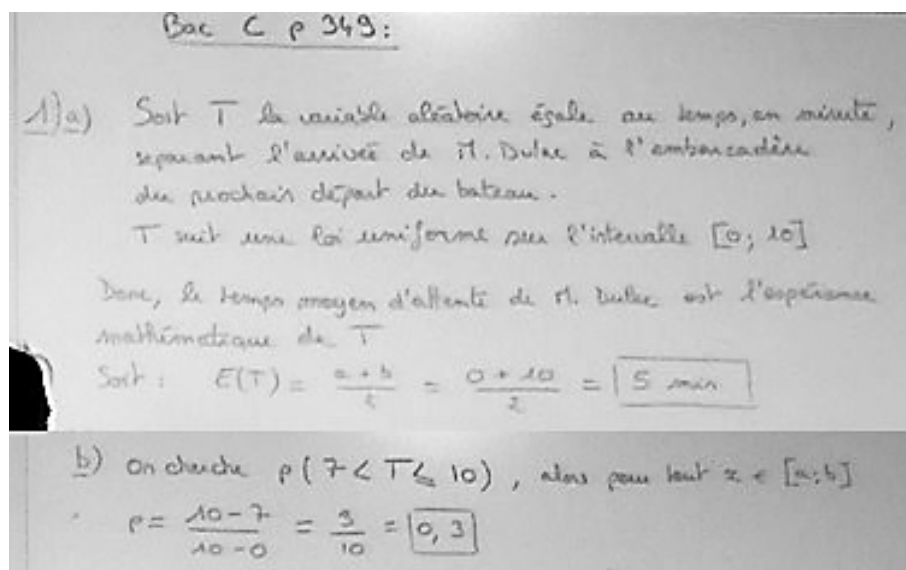 Bac C p 349:
1) a) Soit T la variable aléatoire égale au temps, en minute,
separant l'arrivée de M. Dulac à l'embarcadère
du prochain départ du bateau.
T suit une loi uniforme sur l'intervalle [0; 10]
Donc, le temps moyen d'attente de M. Dulac est l'espérance
mathématique de T
Soit : E(T) = a + b / 2 = 0 + 10 / 2 = 5 min
b) On cherche p(7 < T ⩽ 10), alors pour tout x ∈ [a;b]
p = 10 - 7 / 10 - 0 = 3 / 10 = 0,3